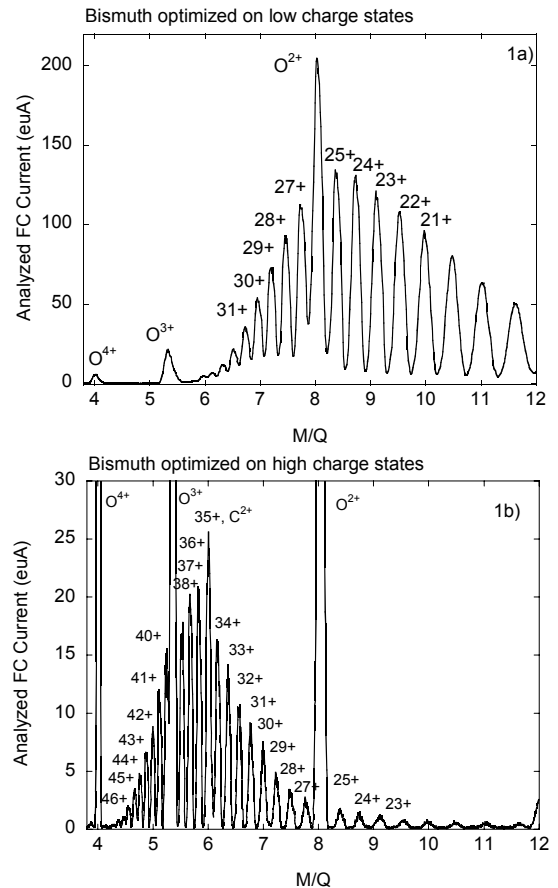 Bismuth optimized on low charge states
1a)
Analyzed FC Current (euA)
200
150
100
50
0
O4+
O3+
O2+
31+
30+
29+
28+
27+
25+
24+
23+
22+
21+
4 5 6 7 8 9 10 11 12
M/Q
Bismuth optimized on high charge states
1b)
Analyzed FC Current (euA)
30
25
20
15
10
5
0
O4+
O3+
O2+
35+, C2+
36+
37+
38+
40+
41+
42+
43+
44+
45+
46+
34+
33+
32+
31+
30+
29+
28+
27+
25+
24+
23+
4 5 6 7 8 9 10 11 12
M/Q